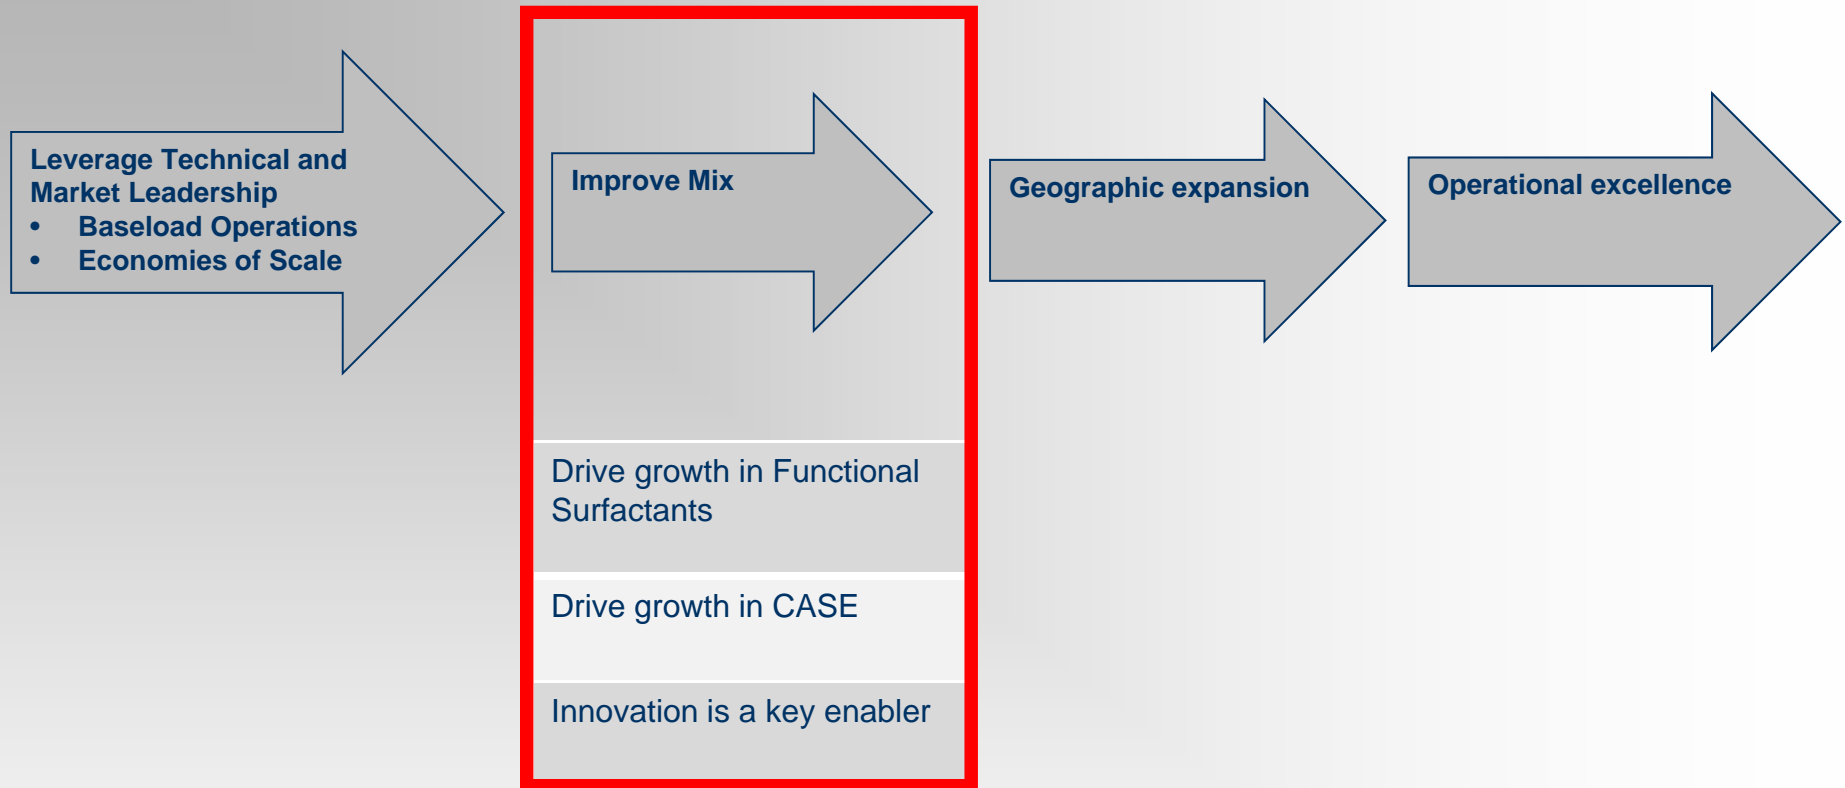 Leverage Technical and
Market Leadership
• Baseload Operations
• Economies of Scale
Improve Mix
Geographic expansion
Operational excellence
Drive growth in Functional
Surfactants
Drive growth in CASE
Innovation is a key enabler